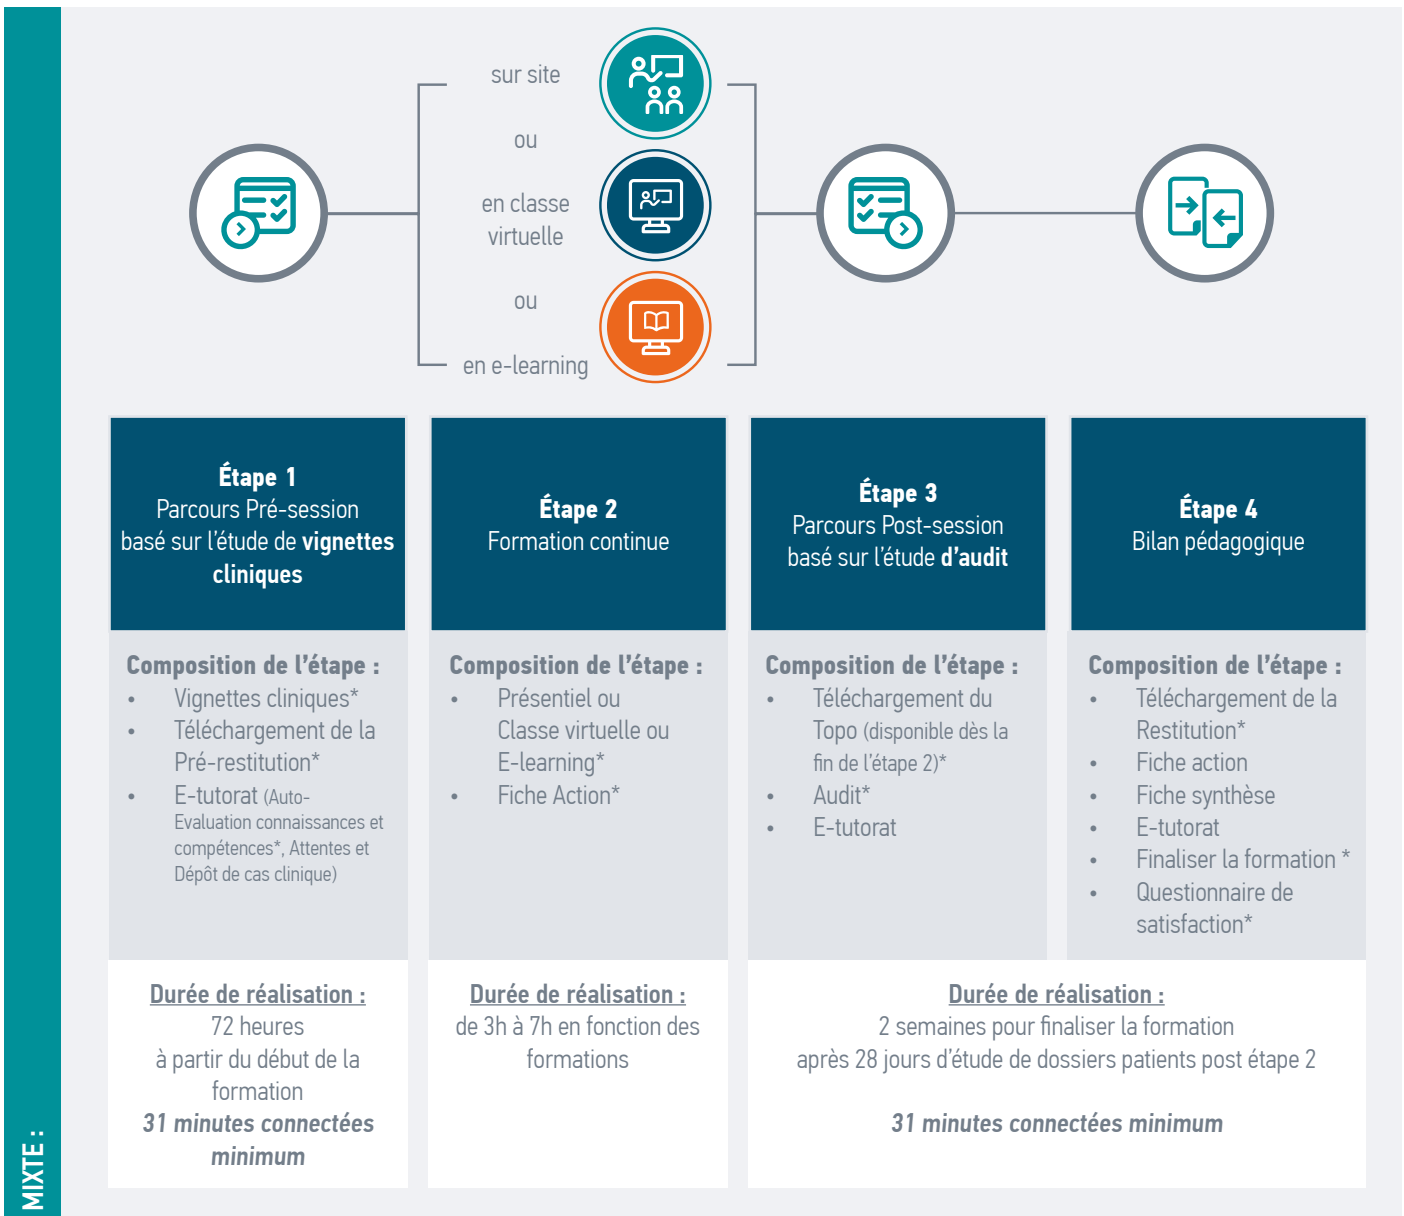 sur site
ou
en classe
virtuelle
ou
en e-learning
Étape 1
Parcours Pré-session
basé sur l'étude de vignettes
cliniques
Étape 2
Formation continue
Étape 3
Parcours Post-session
basé sur l'étude d'audit
Étape 4
Bilan pédagogique
Composition de l'étape :
• Vignettes cliniques*
• Téléchargement de la
Pré-restitution*
• E-tutorat (Auto-
Evaluation connaissances et
compétences*, Attentes et
Dépôt de cas clinique)
Composition de l'étape :
• Présentiel ou
Classe virtuelle ou
E-learning*
• Fiche Action*
Composition de l'étape :
• Téléchargement du
Topo (disponible dès la
fin de l'étape 2)*
• Audit*
• E-tutorat
Composition de l'étape :
• Téléchargement de la
Restitution*
• Fiche action
• Fiche synthèse
• E-tutorat
• Finaliser la formation *
• Questionnaire de
satisfaction*
Durée de réalisation :
72 heures
à partir du début de la
formation
31 minutes connectées
minimum
Durée de réalisation :
de 3h à 7h en fonction des
formations
Durée de réalisation :
2 semaines pour finaliser la formation
après 28 jours d'étude de dossiers patients post étape 2
31 minutes connectées minimum
MIXTE :